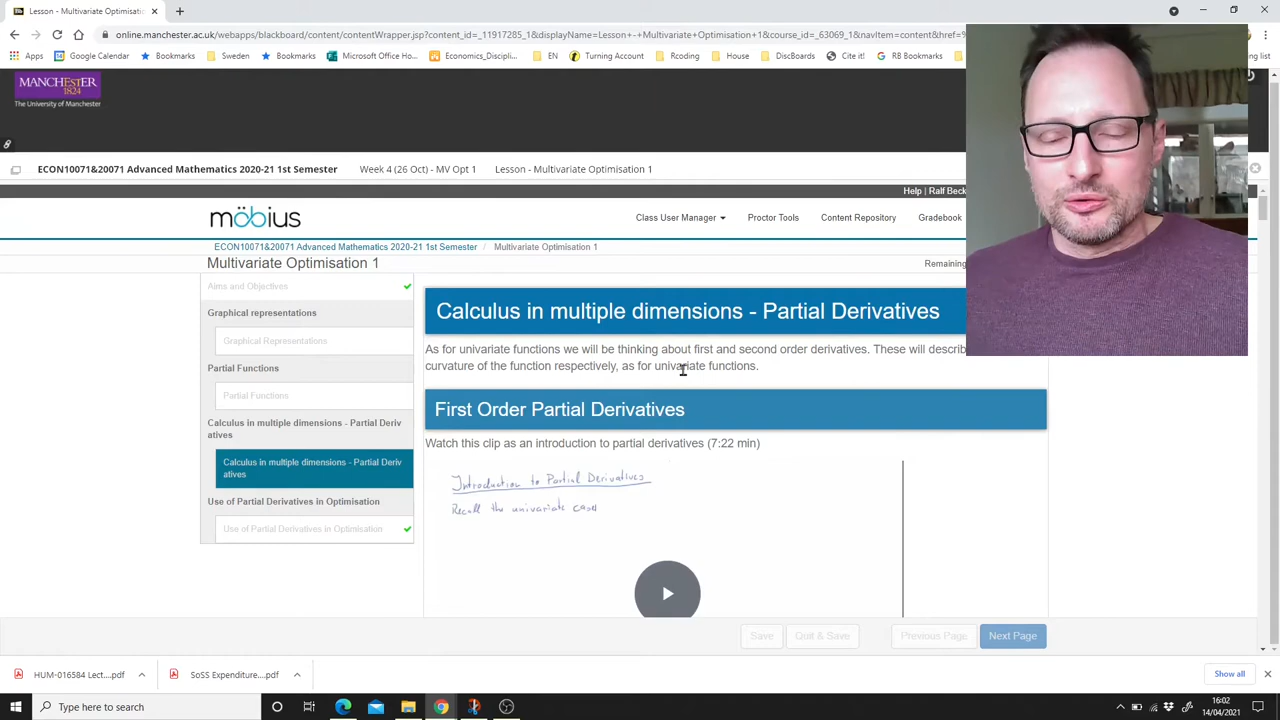 Lesson - Multivariate Optimisati
online.manchester.ac.uk/webapps/blackboard/content/contentWrapper.jsp?content_id=_11917285_1&displayName=Lesson+-+Multivariate+Optimisation+1&course_id=_63069_1&navItem=content&href=%
Apps
Google Calendar
Bookmarks
Scopus
Bookmarks
Microsoft Office Ho...
Economics_Discipli...
EN
Turning Account
Rcoding
House
DiscBoards
Cite it!
RB Bookmarks
ing list
MANCHESTER
1824
The University of Manchester
ECON10071&20071 Advanced Mathematics 2020-21 1st Semester
Week 4 (26 Oct) - MV Opt 1
Lesson - Multivariate Optimisation 1
Help | Ralf Beck
möbius
Class User Manager
Proctor Tools
Content Repository
Gradebook
ECON10071&20071 Advanced Mathematics 2020-21 1st Semester / Multivariate Optimisation 1
Multivariate Optimisation 1
Remaining
Aims and Objectives
Graphical representations
Graphical Representations
Partial Functions
Partial Functions
Calculus in multiple dimensions - Partial Deriv
atives
Calculus in multiple dimensions - Partial Deriv
atives
Use of Partial Derivatives in Optimisation
Use of Partial Derivatives in Optimisation
Calculus in multiple dimensions - Partial Derivatives
As for univariate functions we will be thinking about first and second order derivatives. These will describ
curvature of the function respectively, as for univariate functions.
First Order Partial Derivatives
Watch this clip as an introduction to partial derivatives (7:22 min)
Introduction to Partial Derivatives
Recall the univariate case
Save
Quit & Save
Previous Page
Next Page
HUM-016584 Lect....pdf
SoSS Expenditure....pdf
Show all
Type here to search
16:02
14/04/2021